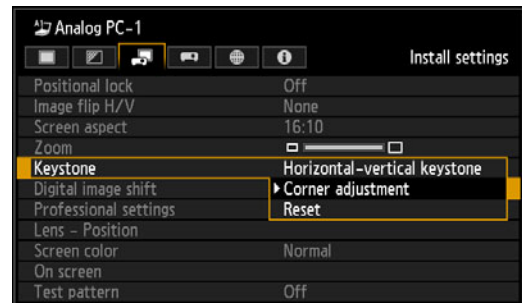 Analog PC-1
Install settings
Positional lock Off
Image flip H/V None
Screen aspect 16:10
Zoom
Keystone Horizontal-vertical keystone
Digital image shift Corner adjustment
Professional settings Reset
Lens - Position
Screen color Normal
On screen
Test pattern Off